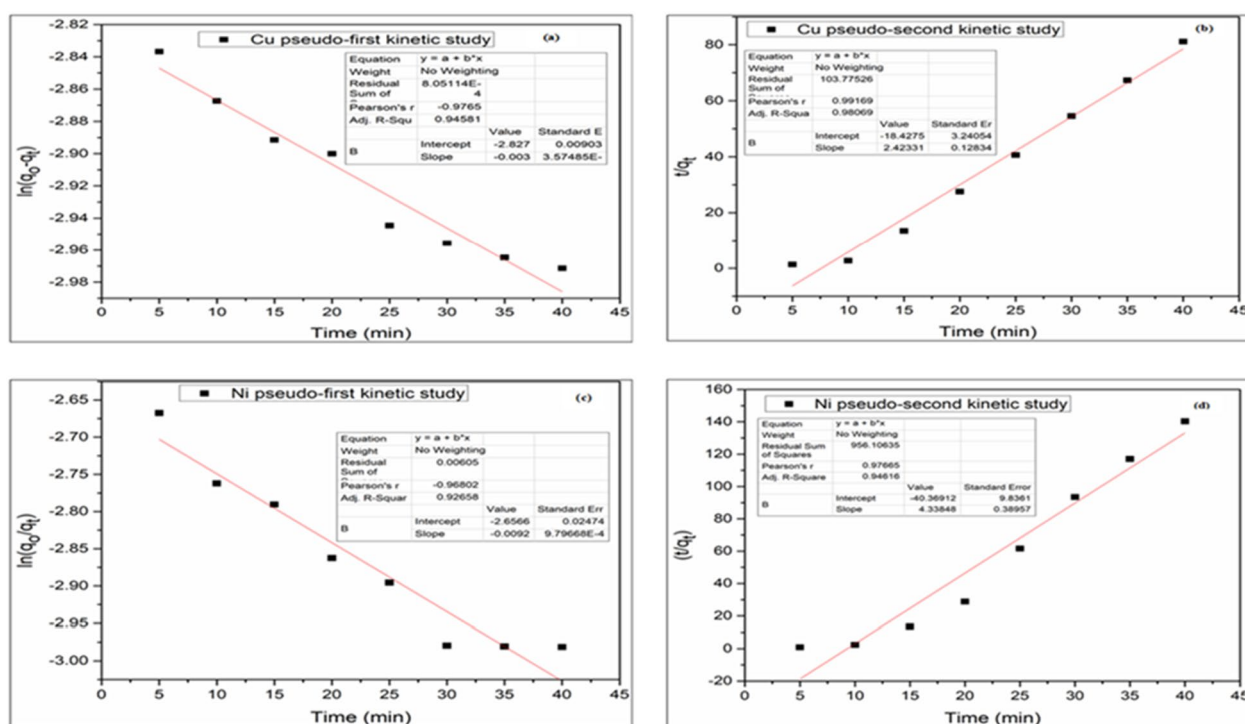 Cu pseudo-first kinetic study
(a)
Equation y = a + b*x
Weight No Weighting
Residual 8.05114E-
Sum of 4
Pearson's r -0.9765
Adj. R-Squ 0.94581
Value Standard E
B Intercept -2.827 0.00903
Slope -0.003 3.57485E-
-2.82
-2.84
-2.86
-2.88
-2.90
-2.92
-2.94
-2.96
-2.98
ln(q0-qt)
0 5 10 15 20 25 30 35 40 45
Time (min)
Cu pseudo-second kinetic study
(b)
Equation y = a + b*x
Weight No Weighting
Residual 103.77526
Sum of
Pearson's r 0.99169
Adj. R-Squa 0.98069
Value Standard Er
B Intercept -18.4275 3.24054
Slope 2.42331 0.12834
80
60
40
20
0
t/qt
0 5 10 15 20 25 30 35 40 45
Time (min)
Ni pseudo-first kinetic study
(c)
Equation y = a + b*x
Weight No Weighting
Residual 0.00605
Sum of
Pearson's r -0.96802
Adj. R-Squar 0.92658
Value Standard Err
B Intercept -2.6566 0.02474
Slope -0.0092 9.79668E-4
-2.65
-2.70
-2.75
-2.80
-2.85
-2.90
-2.95
-3.00
ln(q0/qt)
0 5 10 15 20 25 30 35 40 45
Time (min)
Ni pseudo-second kinetic study
(d)
Equation y = a + b*x
Weight No Weighting
Residual Sum 956.10635
of Squares
Pearson's r 0.97665
Adj. R-Square 0.94616
Value Standard Error
B Intercept -40.36912 9.8361
Slope 4.33848 0.38957
160
140
120
100
80
60
40
20
0
-20
(t/qt)
0 5 10 15 20 25 30 35 40 45
Time (min)